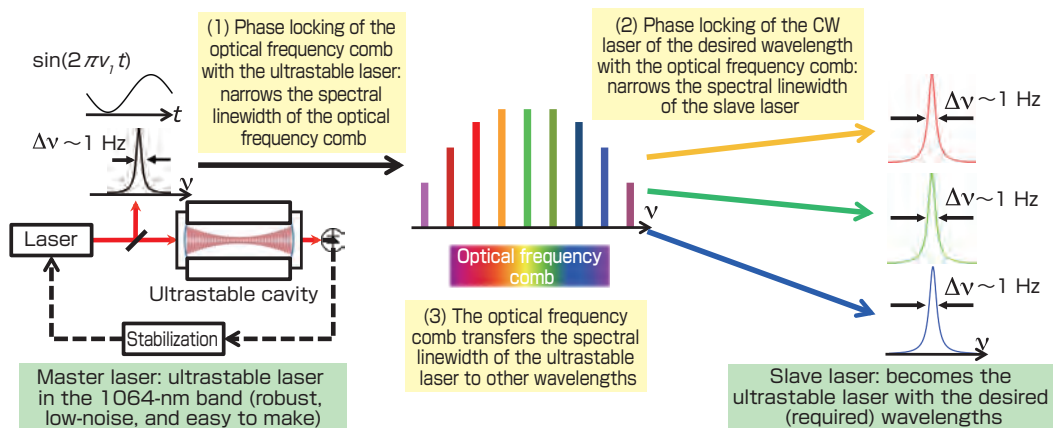 (1) Phase locking of the
optical frequency comb
with the ultrastable laser:
narrows the spectral
linewidth of the optical
frequency comb
(2) Phase locking of the CW
laser of the desired wavelength
with the optical frequency comb:
narrows the spectral linewidth
of the slave laser
sin(2πν₁t)
t
Δν ~ 1 Hz
ν
Laser
Ultrastable cavity
Stabilization
Master laser: ultrastable laser
in the 1064-nm band (robust,
low-noise, and easy to make)
ν
Optical frequency
comb
(3) The optical frequency
comb transfers the spectral
linewidth of the ultrastable
laser to other wavelengths
Δν ~ 1 Hz
Δν ~ 1 Hz
Δν ~ 1 Hz
ν
Slave laser: becomes the
ultrastable laser with the desired
(required) wavelengths